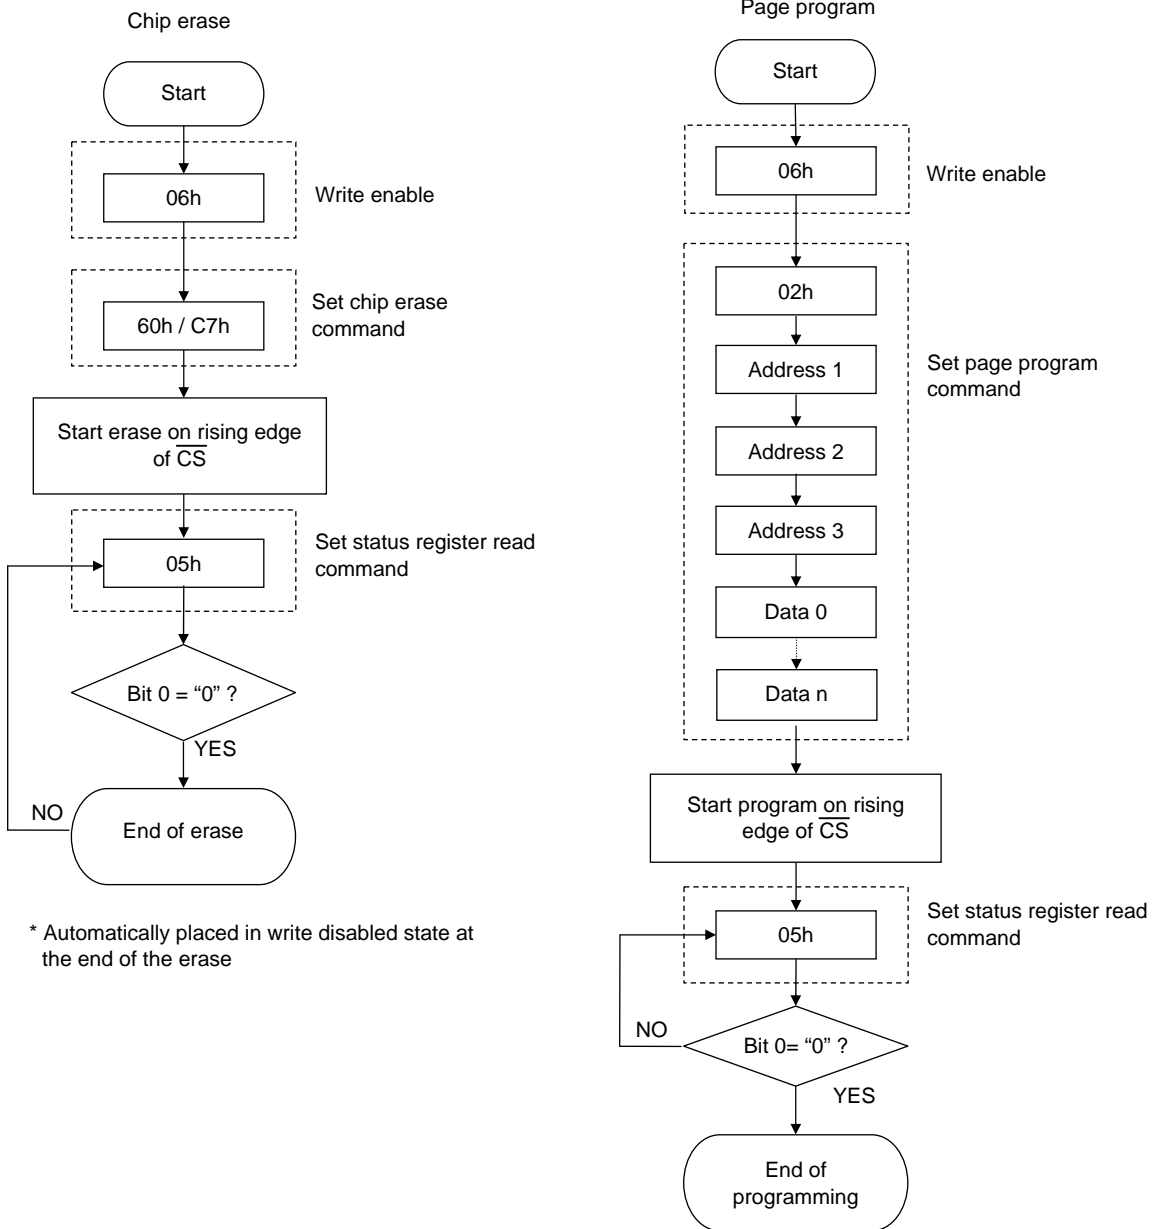 Chip erase
Start
06h
Write enable
60h / C7h
Set chip erase
command
Start erase on rising edge
of C̅S̅
05h
Set status register read
command
Bit 0 = “0” ?
YES
NO
End of erase
* Automatically placed in write disabled state at
the end of the erase
Page program
Start
06h
Write enable
02h
Address 1
Set page program
command
Address 2
Address 3
Data 0
Data n
Start program on rising
edge of C̅S̅
05h
Set status register read
command
NO
Bit 0= “0” ?
YES
End of
programming